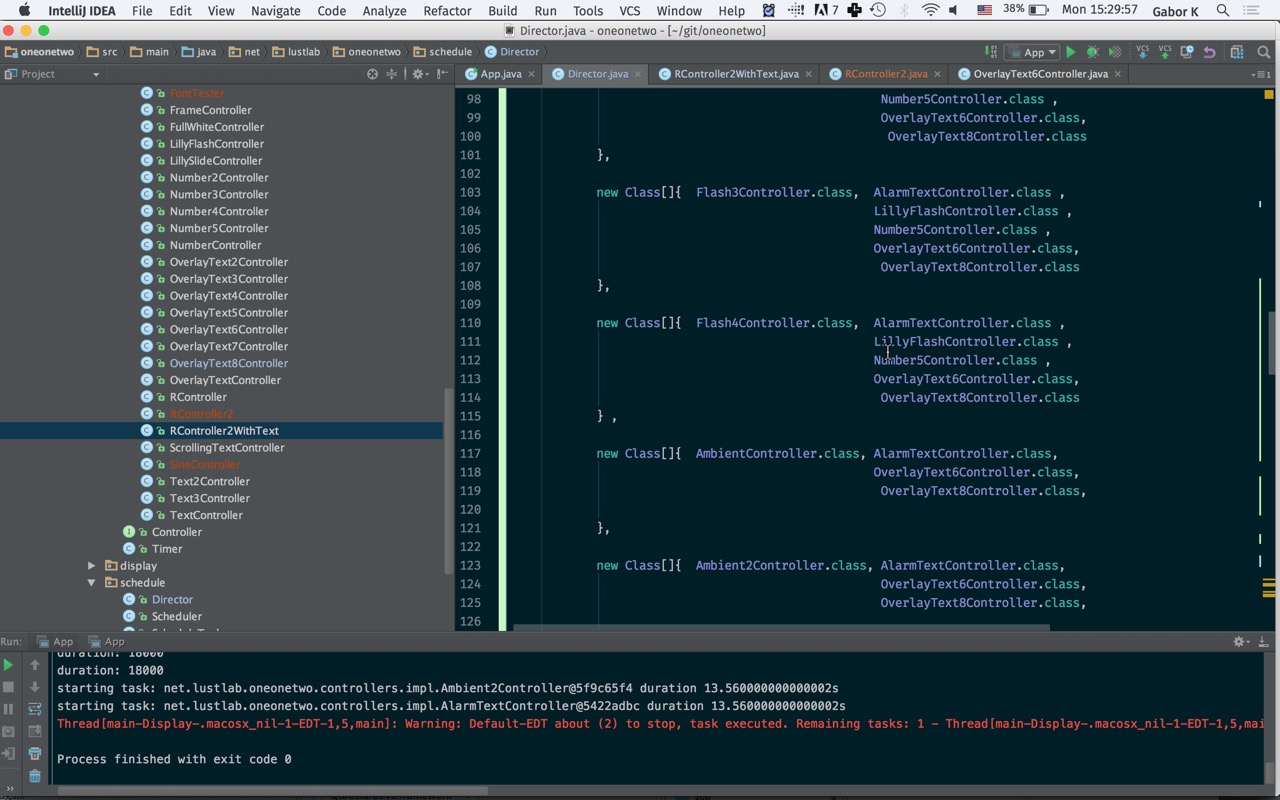 IntelliJ IDEA File Edit View Navigate Code Analyze Refactor Build Run Tools VCS Window Help 7 38% Mon 15:29:57 Gabor K
Director.java - oneonetwo - [~/git/oneonetwo]
oneonetwo src main java net lustlab oneonetwo schedule Director App VCS VCS
Project App.java Director.java RController2WithText.java RController2.java OverlayText6Controller.java
FontTester
FrameController
FullWhiteController
LillyFlashController
LillySlideController
Number2Controller
Number3Controller
Number4Controller
Number5Controller
NumberController
OverlayText2Controller
OverlayText3Controller
OverlayText4Controller
OverlayText5Controller
OverlayText6Controller
OverlayText7Controller
OverlayText8Controller
OverlayTextController
RController
RController2
RController2WithText
ScrollingTextController
SineController
Text2Controller
Text3Controller
TextController
Controller
Timer
display
schedule
Director
Scheduler
98 Number5Controller.class ,
99 OverlayText6Controller.class,
100 OverlayText8Controller.class
101 },
102
103 new Class[]{ Flash3Controller.class, AlarmTextController.class ,
104 LillyFlashController.class ,
105 Number5Controller.class ,
106 OverlayText6Controller.class,
107 OverlayText8Controller.class
108 },
109
110 new Class[]{ Flash4Controller.class, AlarmTextController.class ,
111 LillyFlashController.class ,
112 Number5Controller.class ,
113 OverlayText6Controller.class,
114 OverlayText8Controller.class
115 } ,
116
117 new Class[]{ AmbientController.class, AlarmTextController.class,
118 OverlayText6Controller.class,
119 OverlayText8Controller.class,
120
121 },
122
123 new Class[]{ Ambient2Controller.class, AlarmTextController.class,
124 OverlayText6Controller.class,
125 OverlayText8Controller.class,
126
Run: App App
duration: 18000
duration: 18000
starting task: net.lustlab.oneonetwo.controllers.impl.Ambient2Controller@5f9c65f4 duration 13.560000000000002s
starting task: net.lustlab.oneonetwo.controllers.impl.AlarmTextController@5422adbc duration 13.560000000000002s
Thread[main-Display-.macosx_nil-1-EDT-1,5,main]: Warning: Default-EDT about (2) to stop, task executed. Remaining tasks: 1 - Thread[main-Display-.macosx_nil-1-EDT-1,5,mai
Process finished with exit code 0